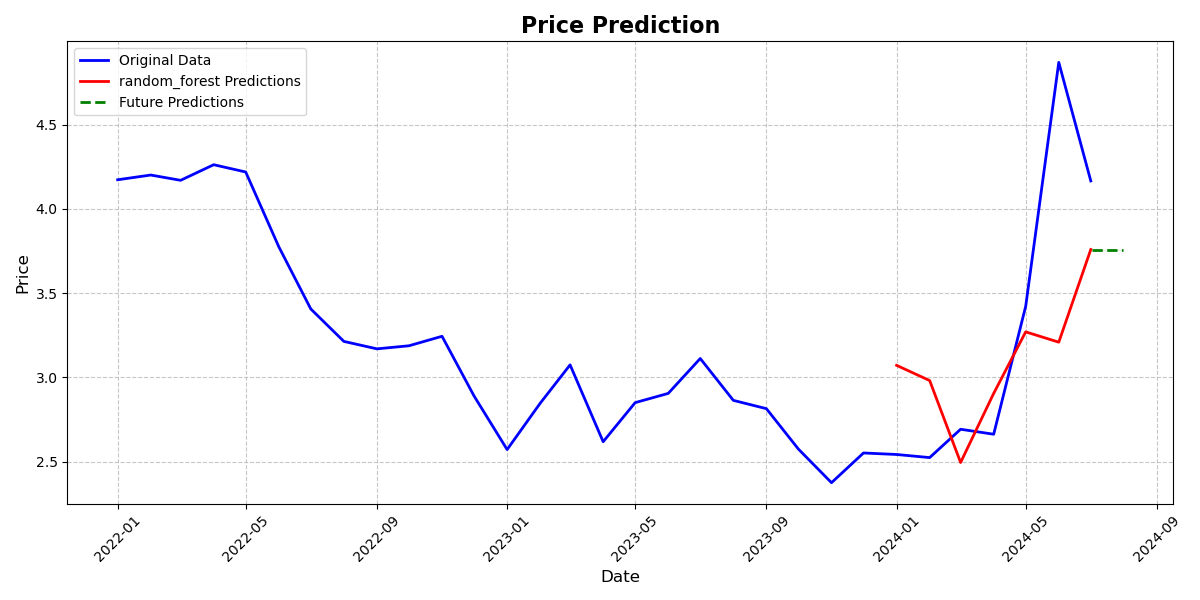 Price Prediction
Original Data
random_forest Predictions
Future Predictions
Price
4.5
4.0
3.5
3.0
2.5
2022-01
2022-05
2022-09
2023-01
2023-05
2023-09
2024-01
2024-05
2024-09
Date